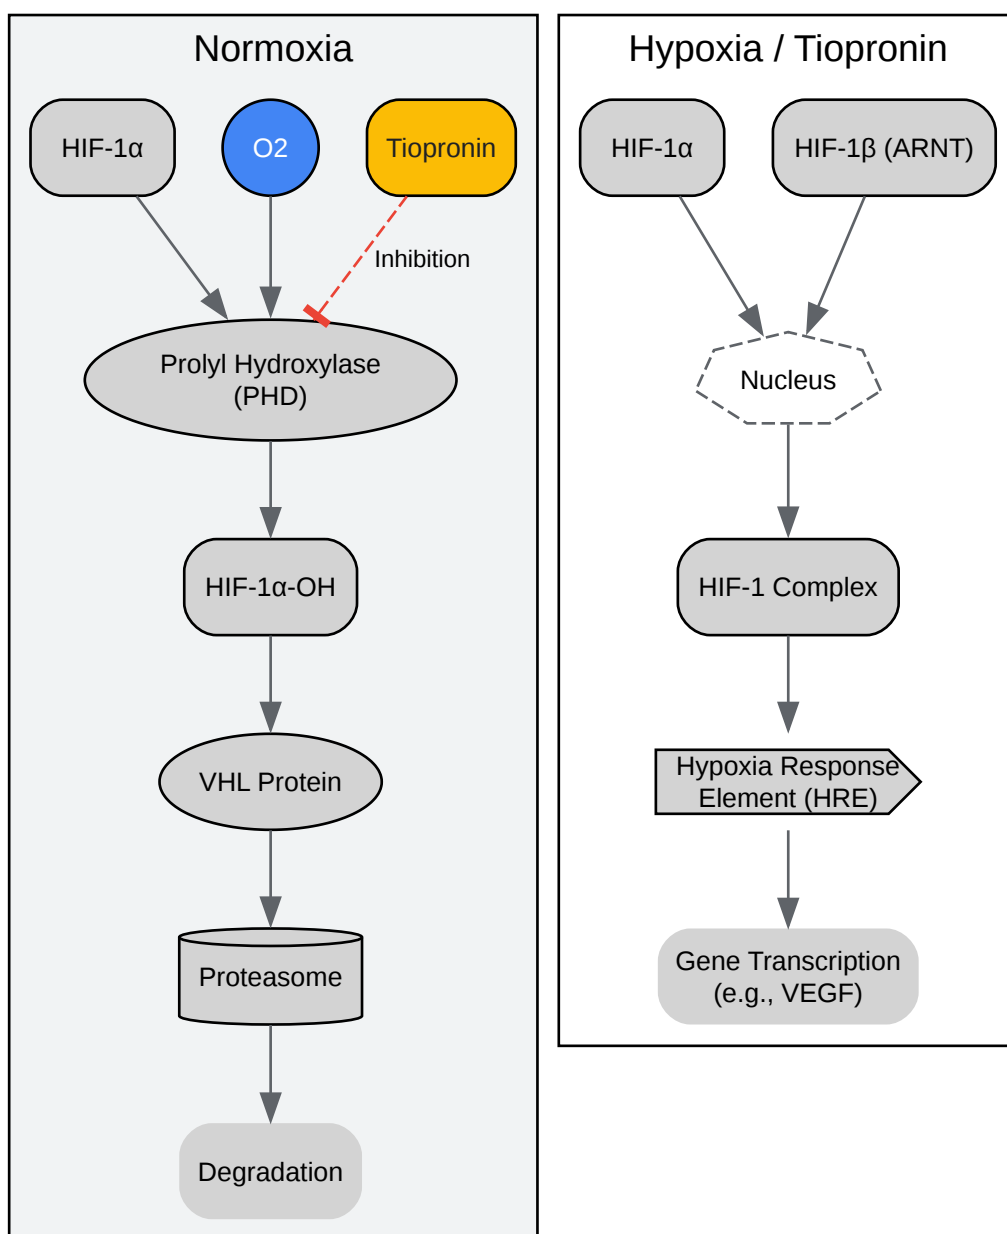 Normoxia
HIF-1α
O2
Tiopronin
Inhibition
Prolyl Hydroxylase
(PHD)
HIF-1α-OH
VHL Protein
Proteasome
Degradation
Hypoxia / Tiopronin
HIF-1α
HIF-1β (ARNT)
Nucleus
HIF-1 Complex
Hypoxia Response
Element (HRE)
Gene Transcription
(e.g., VEGF)